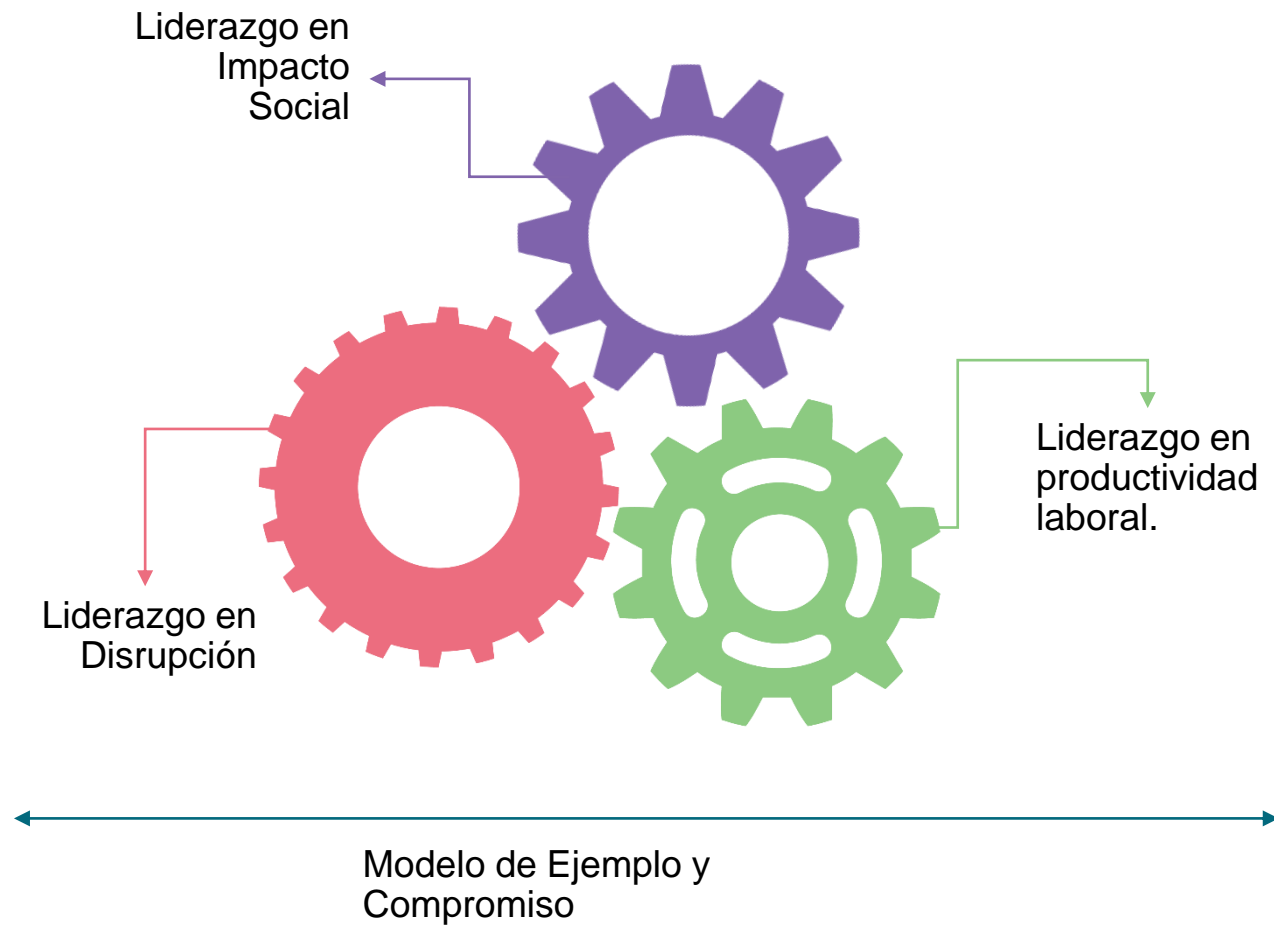 Liderazgo en
Impacto
Social
Liderazgo en
productividad
laboral.
Liderazgo en
Disrupción
Modelo de Ejemplo y
Compromiso